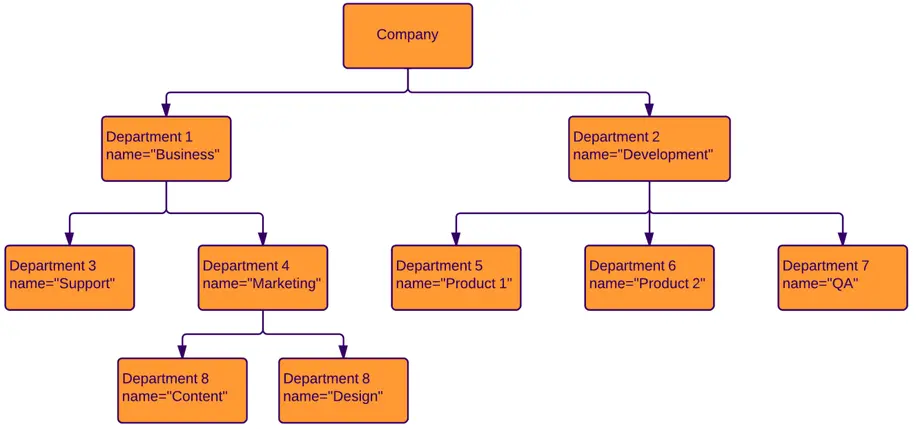 Company
Department 1
name="Business"
Department 2
name="Development"
Department 3
name="Support"
Department 4
name="Marketing"
Department 5
name="Product 1"
Department 6
name="Product 2"
Department 7
name="QA"
Department 8
name="Content"
Department 8
name="Design"